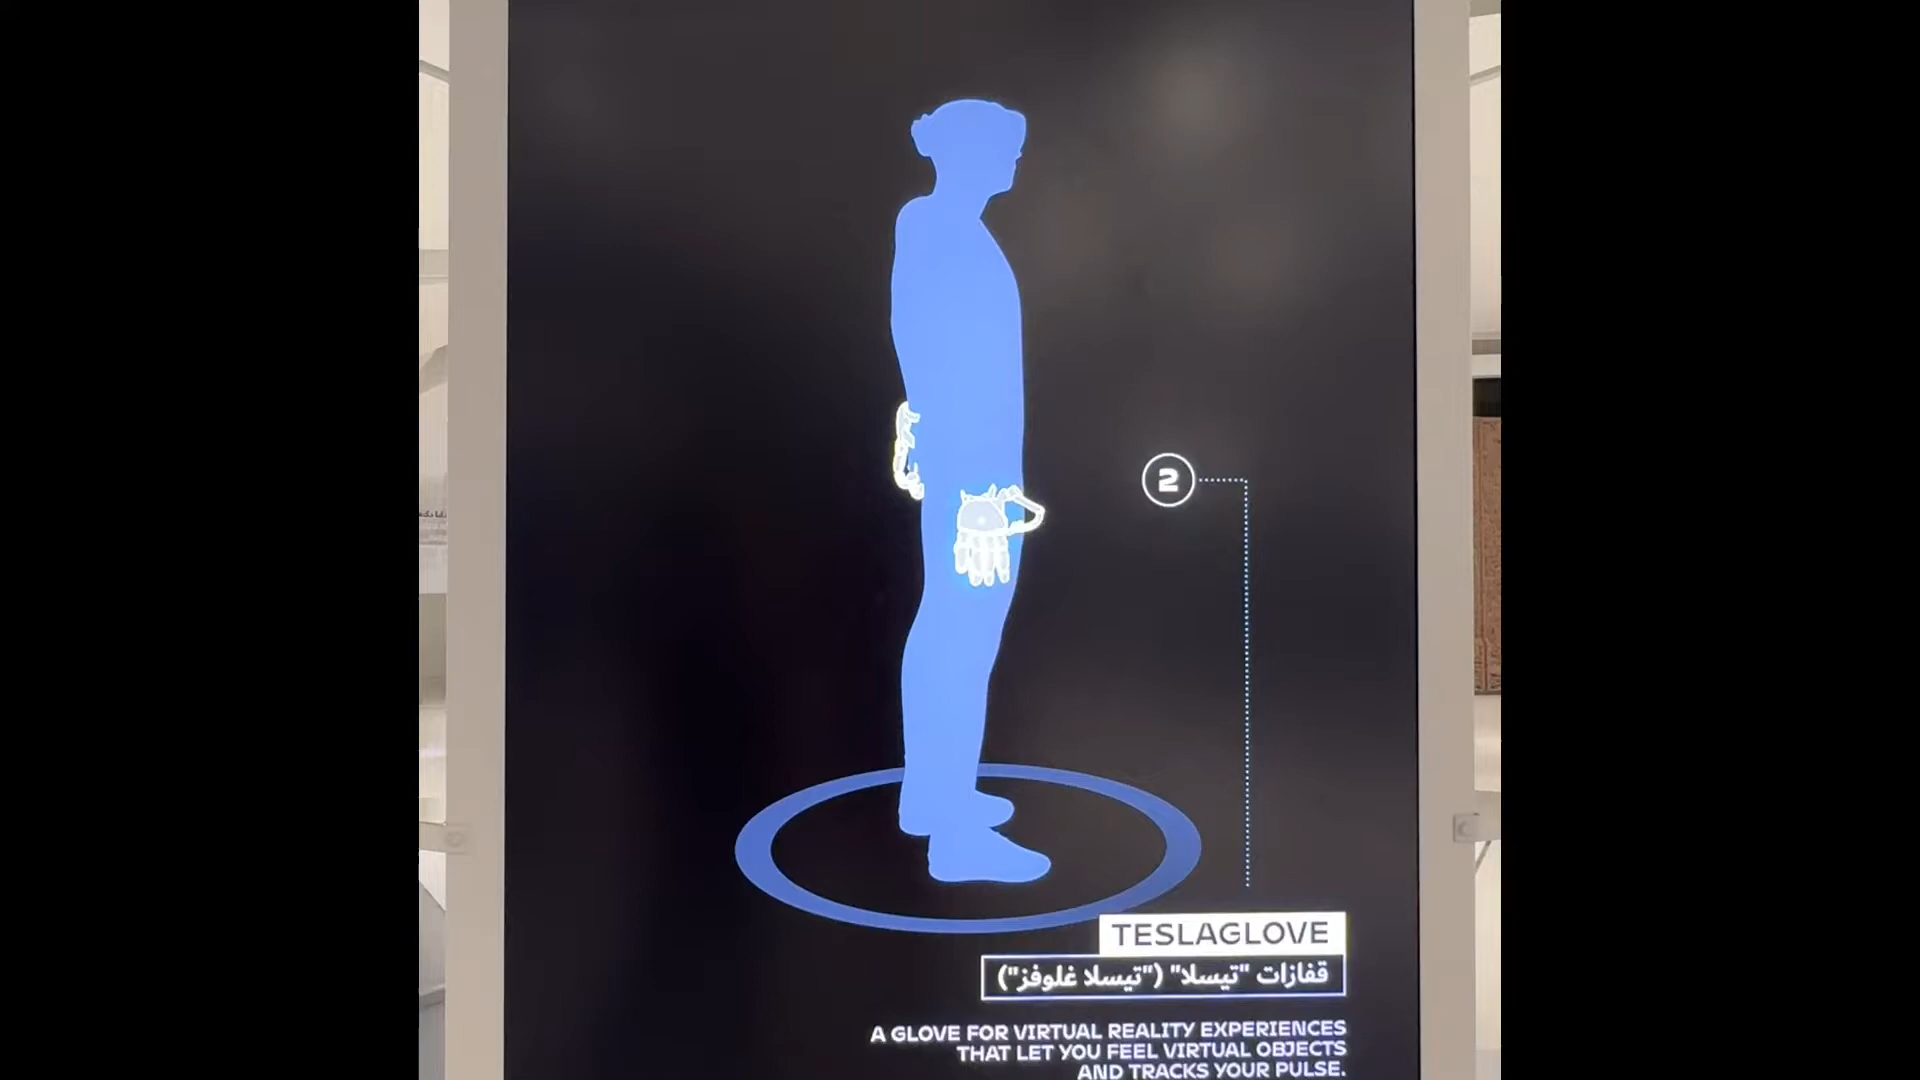 2
TESLAGLOVE
قفازات "تيسلا" ("تيسلا غلوفز")
A GLOVE FOR VIRTUAL REALITY EXPERIENCES
THAT LET YOU FEEL VIRTUAL OBJECTS
AND TRACKS YOUR PULSE.